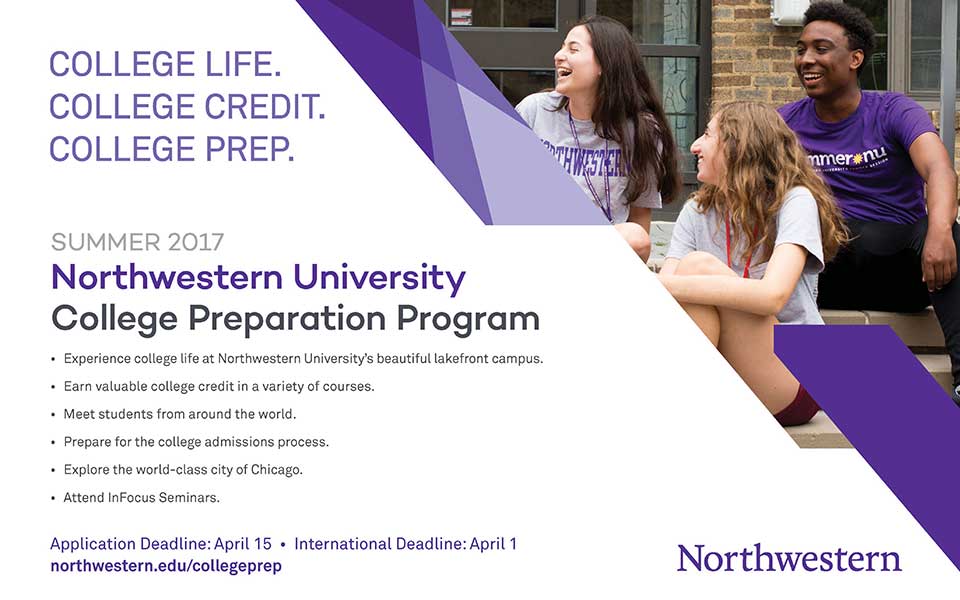 COLLEGE LIFE.
COLLEGE CREDIT.
COLLEGE PREP.
SUMMER 2017
Northwestern University
College Preparation Program
• Experience college life at Northwestern University's beautiful lakefront campus.
• Earn valuable college credit in a variety of courses.
• Meet students from around the world.
• Prepare for the college admissions process.
• Explore the world-class city of Chicago.
• Attend InFocus Seminars.
Application Deadline: April 15 • International Deadline: April 1
northwestern.edu/collegeprep
Northwestern
NORTHWESTERN
nu
SESSION